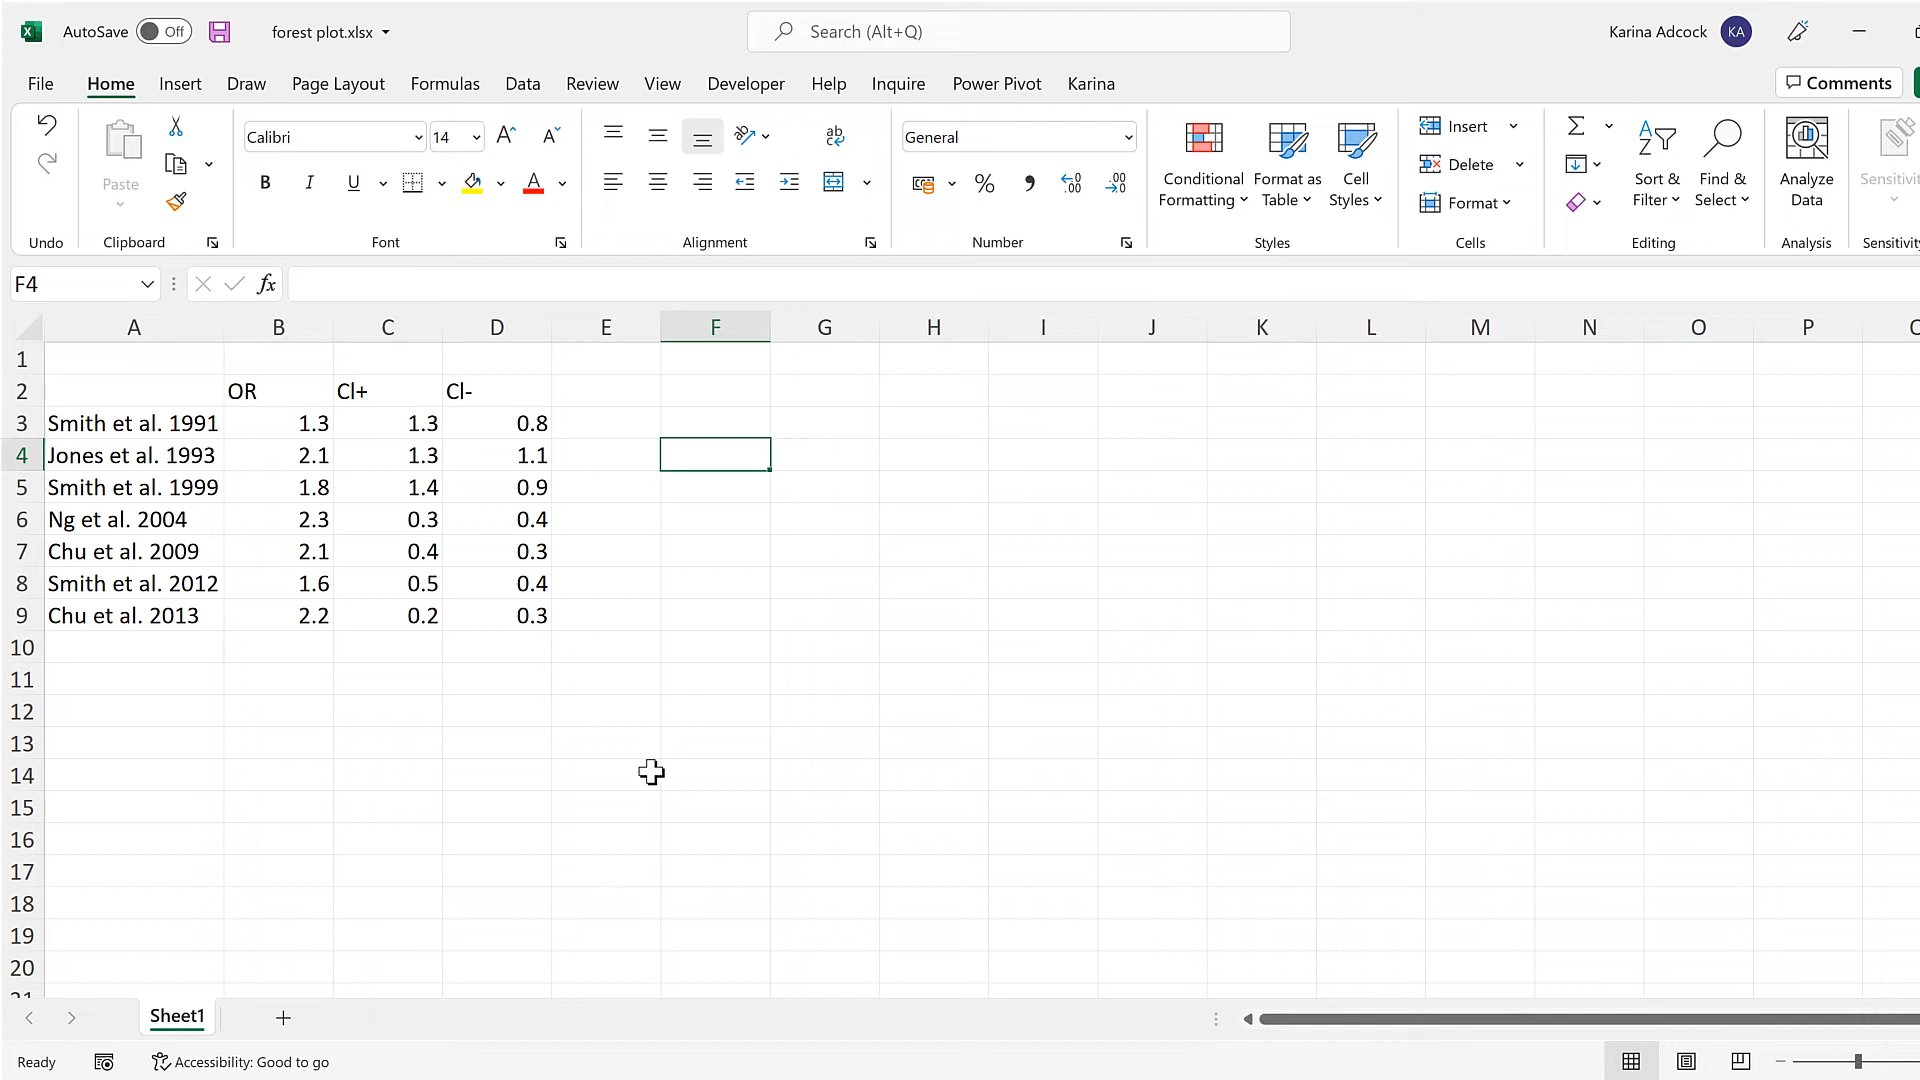 AutoSave Off forest plot.xlsx Search (Alt+Q) Karina Adcock KA
File Home Insert Draw Page Layout Formulas Data Review View Developer Help Inquire Power Pivot Karina Comments
Calibri 14 General Insert
Paste B I U Conditional Formatting Format as Table Cell Styles Delete Sort & Filter Find & Select Analyze Data
Format
Undo Clipboard Font Alignment Number Styles Cells Editing Analysis
F4 fx
A B C D E F G H I J K L M N O P
1
2 OR Cl+ Cl-
3 Smith et al. 1991 1.3 1.3 0.8
4 Jones et al. 1993 2.1 1.3 1.1
5 Smith et al. 1999 1.8 1.4 0.9
6 Ng et al. 2004 2.3 0.3 0.4
7 Chu et al. 2009 2.1 0.4 0.3
8 Smith et al. 2012 1.6 0.5 0.4
9 Chu et al. 2013 2.2 0.2 0.3
10
11
12
13
14
15
16
17
18
19
20
Sheet1
Ready Accessibility: Good to go